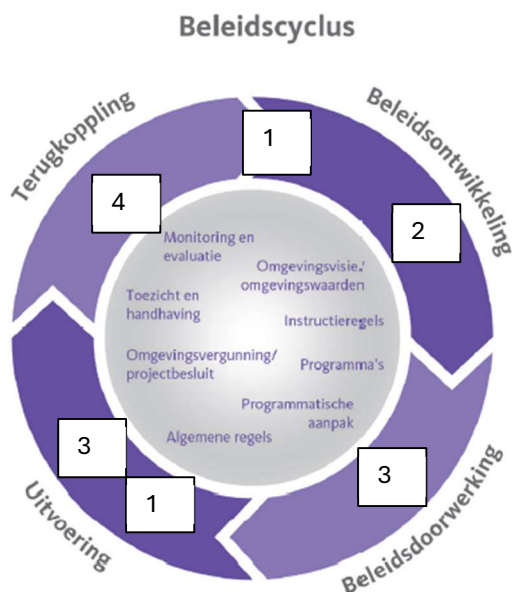 Beleidscyclus
Terugkoppling
Beleidsontwikkeling
1
4
2
Monitoring en
evaluatie
Omgevingsvisie/
omgevingswaarden
Toezicht en
handhaving
Instructieregels
Omgevingsvergunning/
projectbesluit
Programma's
Programmatische
aanpak
Algemene regels
3
3
1
Uitvoering
Beleidsdoorwerking